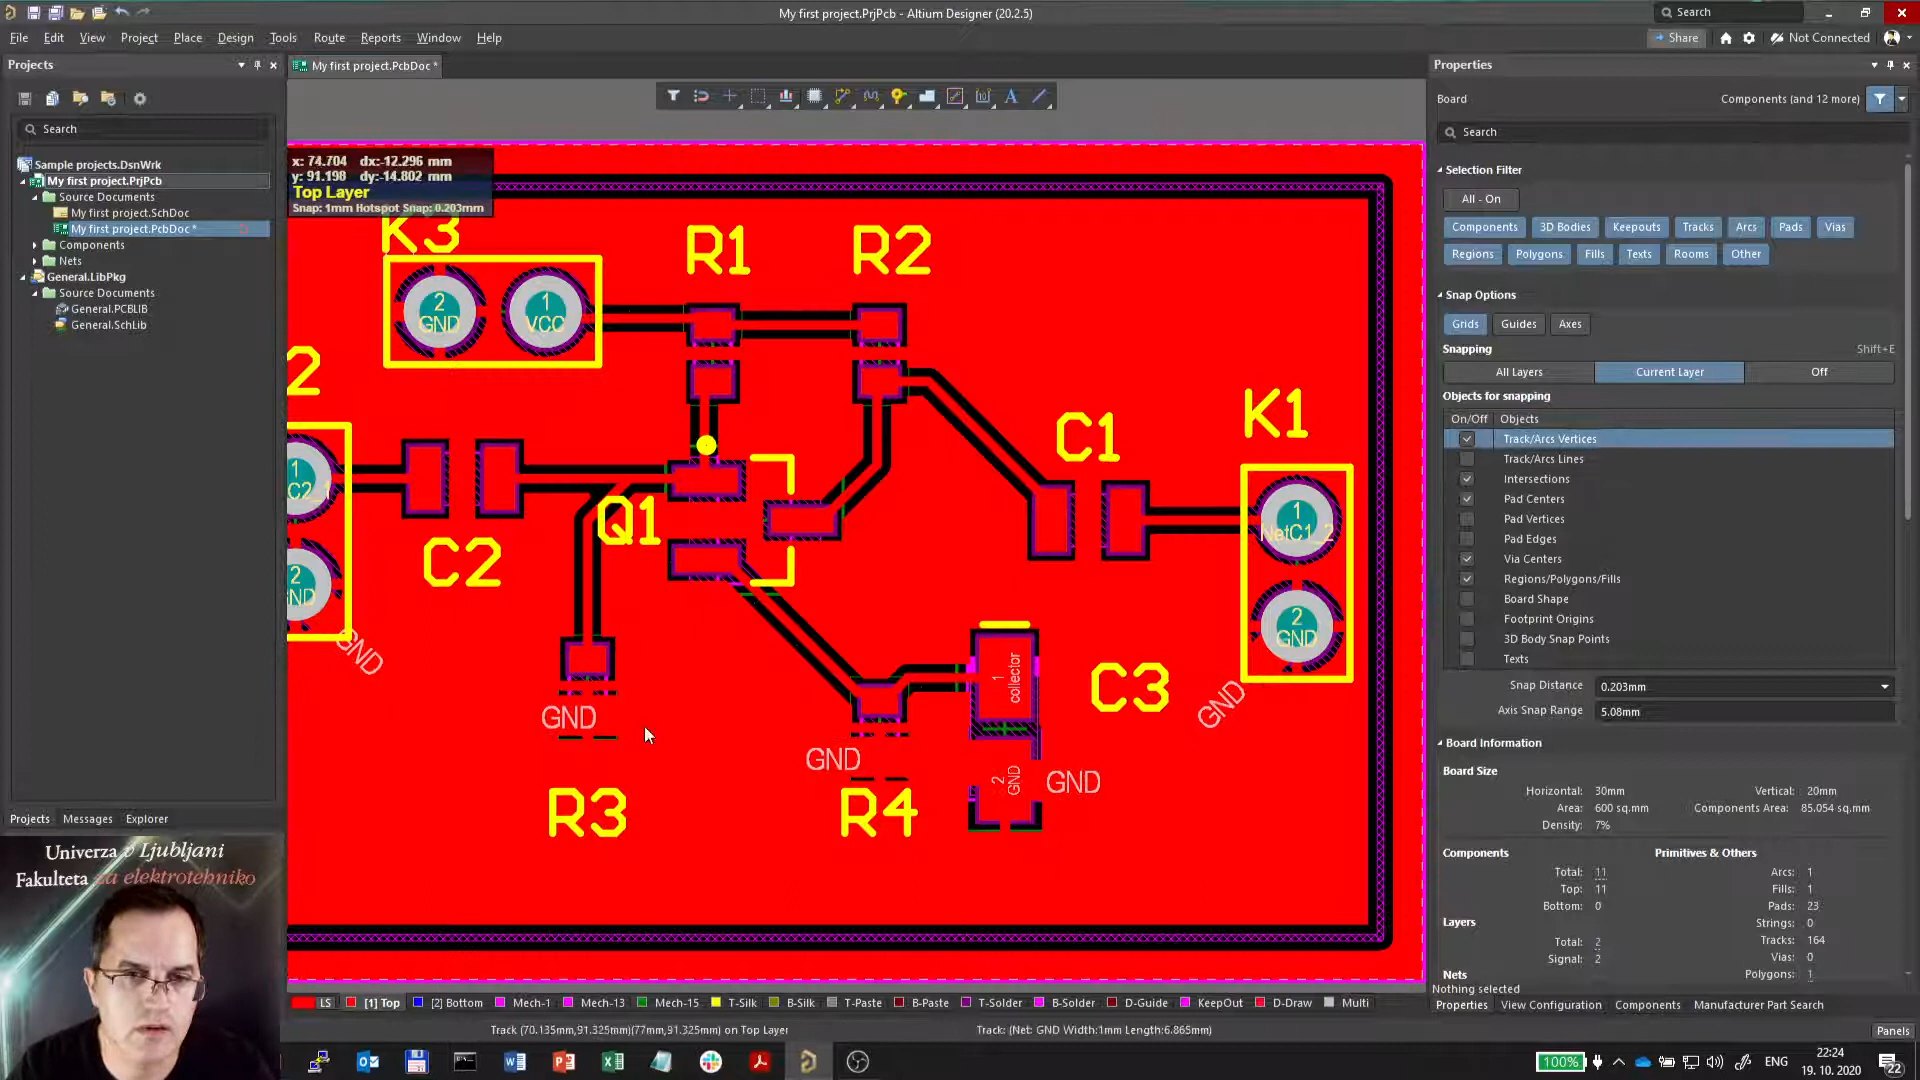 My first project.PrjPcb - Altium Designer (20.2.5)
Search
File Edit View Project Place Design Tools Route Reports Window Help
Share
Not Connected
Projects
My first project.PcbDoc *
Properties
Board
Components (and 12 more)
Search
Search
Sample projects.DsnWrk
My first project.PrjPcb
Source Documents
My first project.SchDoc
My first project.PcbDoc *
Components
Nets
General.LibPkg
Source Documents
General.PCBLIB
General.SchLib
x: 74.704 dx:-12.296 mm
y: 91.198 dy:-14.802 mm
Top Layer
Snap: 1mm Hotspot Snap: 0.203mm
K3
R1
R2
2
GND
1
VCC
2
1
C2_1
C2
Q1
C1
K1
1
NetC1_2
2
GND
2
GND
GND
GND
R3
GND
R4
1
collector
2
GND
GND
C3
GND
Selection Filter
All - On
Components 3D Bodies Keepouts Tracks Arcs Pads Vias
Regions Polygons Fills Texts Rooms Other
Snap Options
Grids Guides Axes
Snapping Shift+E
All Layers Current Layer Off
Objects for snapping
On/Off Objects
Track/Arcs Vertices
Track/Arcs Lines
Intersections
Pad Centers
Pad Vertices
Pad Edges
Via Centers
Regions/Polygons/Fills
Board Shape
Footprint Origins
3D Body Snap Points
Texts
Snap Distance 0.203mm
Axis Snap Range 5.08mm
Board Information
Board Size
Horizontal: 30mm Vertical: 20mm
Area: 600 sq.mm Components Area: 85.054 sq.mm
Density: 7%
Components Primitives & Others
Total: 11 Arcs: 1
Top: 11 Fills: 1
Bottom: 0 Pads: 23
Layers Strings: 0
Total: 2 Tracks: 164
Signal: 2 Vias: 0
Nets Polygons: 1
Nothing selected
Properties View Configuration Components Manufacturer Part Search
Panels
Projects Messages Explorer
Univerza v Ljubljani
Fakulteta za elektrotehniko
LS [1] Top [2] Bottom Mech-1 Mech-13 Mech-15 T-Silk B-Silk T-Paste B-Paste T-Solder B-Solder D-Guide KeepOut D-Draw Multi
Track (70.135mm,91.325mm)(77mm,91.325mm) on Top Layer
Track: (Net: GND Width:1mm Length:6.865mm)
100%
ENG
22:24
19. 10. 2020
22